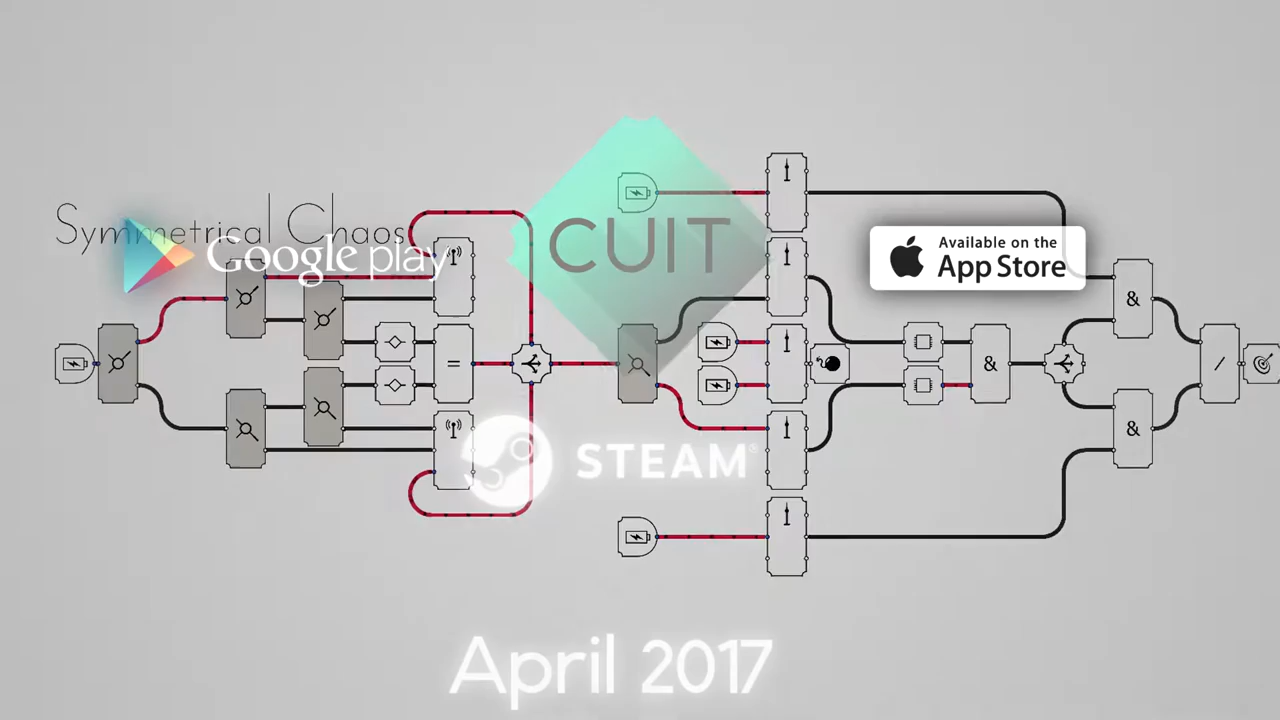 Symmetrical Chaos
Google play
CUIT
Available on the
App Store
=
&
&
&
/
STEAM®
April 2017